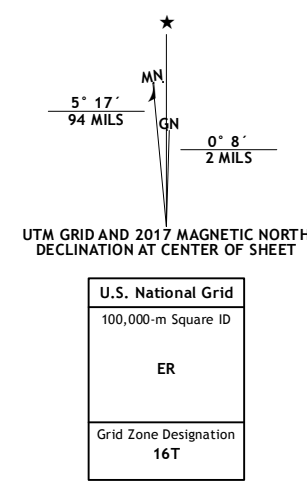 MN.
GN
5° 17´
94 MILS
0° 8´
2 MILS
UTM GRID AND 2017 MAGNETIC NORTH
DECLINATION AT CENTER OF SHEET
U.S. National Grid
100,000-m Square ID
ER
Grid Zone Designation
16T